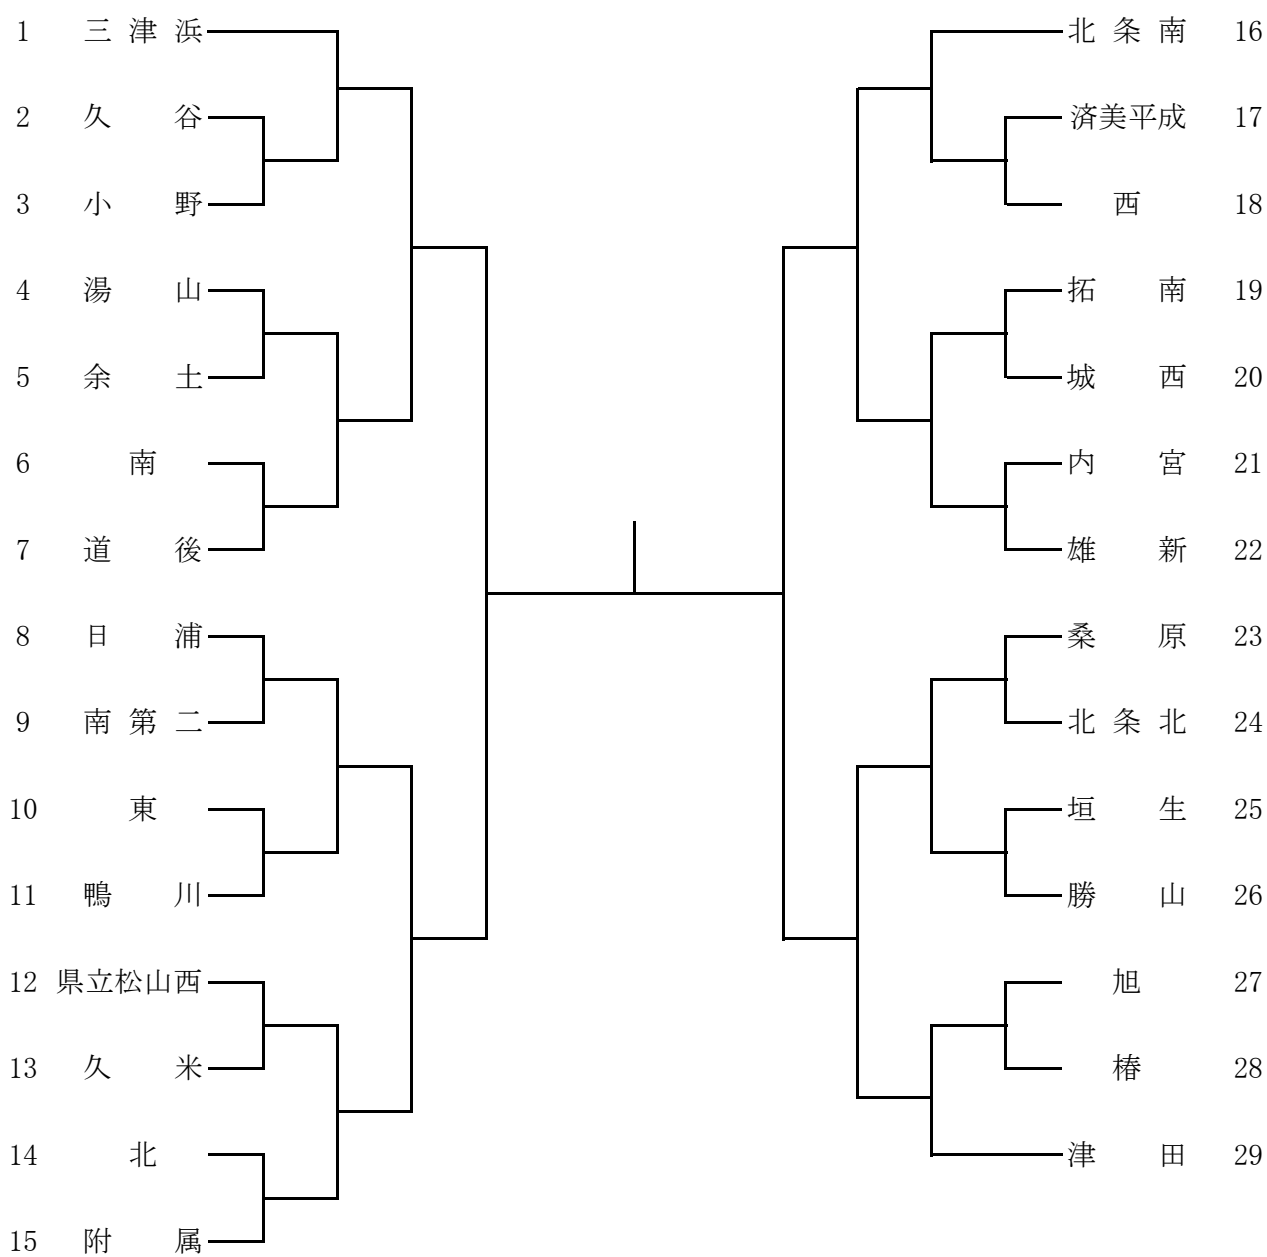 1 三津浜
2 久谷
3 小野
4 湯山
5 余土
6 南
7 道後
8 日浦
9 南第二
10 東
11 鴨川
12 県立松山西
13 久米
14 北
15 附属
北条南 16
済美平成 17
西 18
拓南 19
城西 20
内宮 21
雄新 22
桑原 23
北条北 24
垣生 25
勝山 26
旭 27
椿 28
津田 29